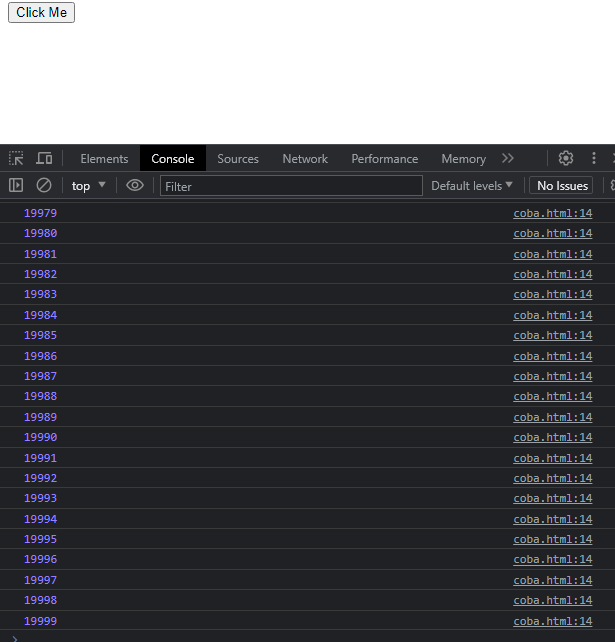 Click Me
Elements Console Sources Network Performance Memory
top Filter Default levels No Issues
19979 coba.html:14
19980 coba.html:14
19981 coba.html:14
19982 coba.html:14
19983 coba.html:14
19984 coba.html:14
19985 coba.html:14
19986 coba.html:14
19987 coba.html:14
19988 coba.html:14
19989 coba.html:14
19990 coba.html:14
19991 coba.html:14
19992 coba.html:14
19993 coba.html:14
19994 coba.html:14
19995 coba.html:14
19996 coba.html:14
19997 coba.html:14
19998 coba.html:14
19999 coba.html:14